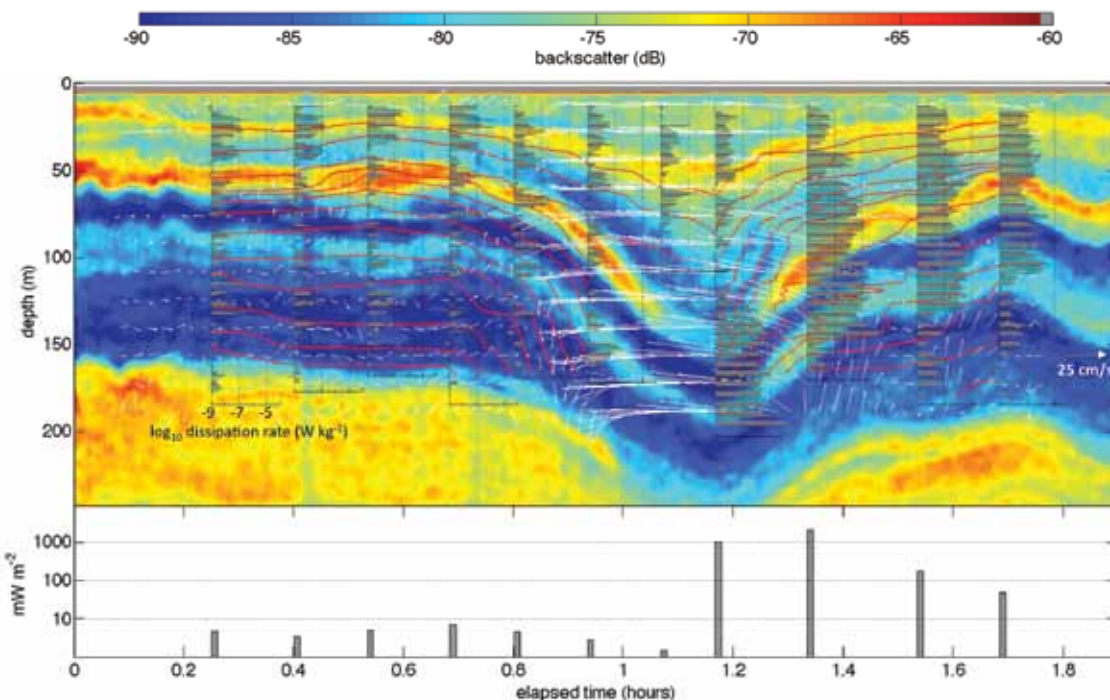 -90 -85 -80 -75 -70 -65 -60
backscatter (dB)
0
50
100
150
200
depth (m)
25 cm/s
-9 -7 -5
log₁₀ dissipation rate (W kg⁻¹)
1000
100
10
mW m⁻²
0 0.2 0.4 0.6 0.8 1 1.2 1.4 1.6 1.8
elapsed time (hours)